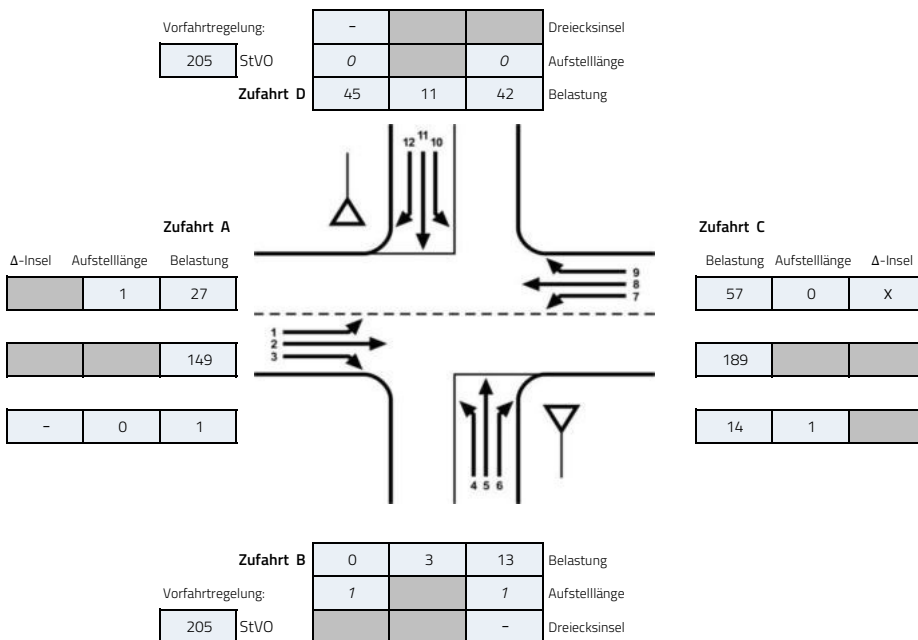 Vorfahrtregelung: - Dreiecksinsel
205 StVO 0 0 Aufstelllänge
Zufahrt D 45 11 42 Belastung
12 11 10
Zufahrt A Zufahrt C
Δ-Insel Aufstelllänge Belastung Belastung Aufstelllänge Δ-Insel
1 27 57 0 X
9
8
7
1
2
3
149 189
- 0 1 14 1
4 5 6
Zufahrt B 0 3 13 Belastung
Vorfahrtregelung: 1 1 Aufstelllänge
205 StVO - Dreiecksinsel